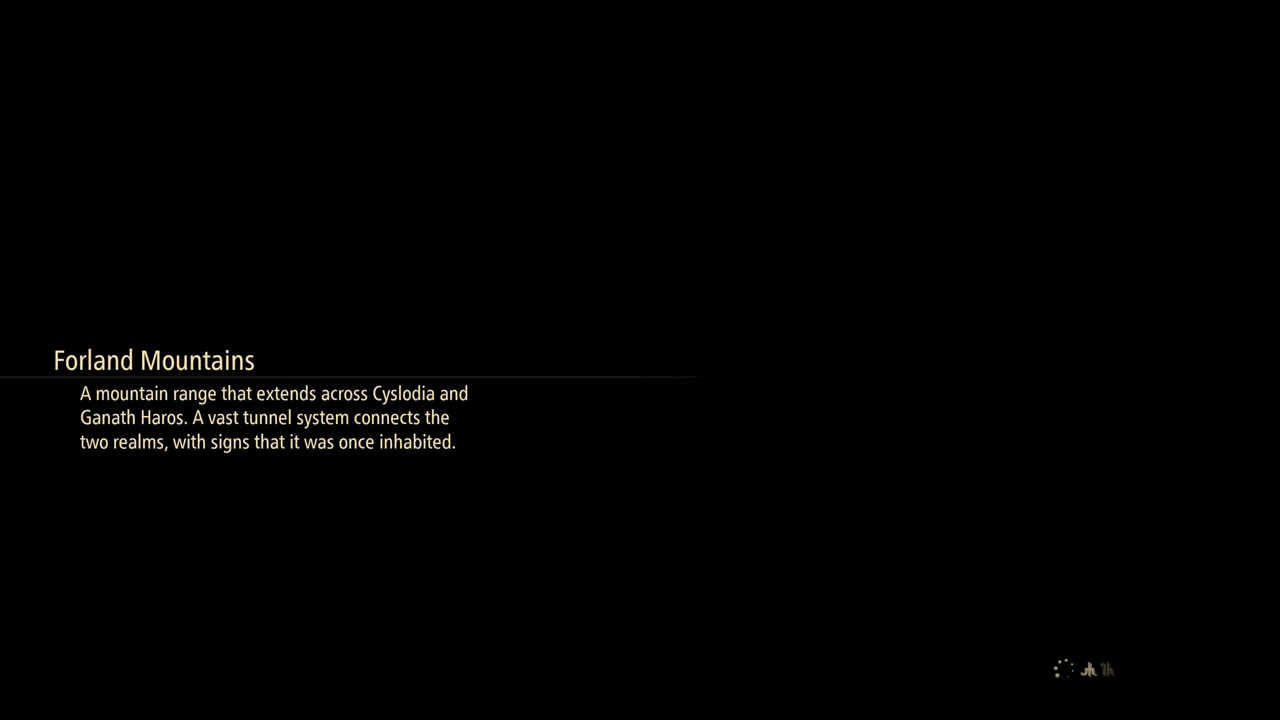 Forland Mountains
A mountain range that extends across Cyslodia and
Ganath Haros. A vast tunnel system connects the
two realms, with signs that it was once inhabited.